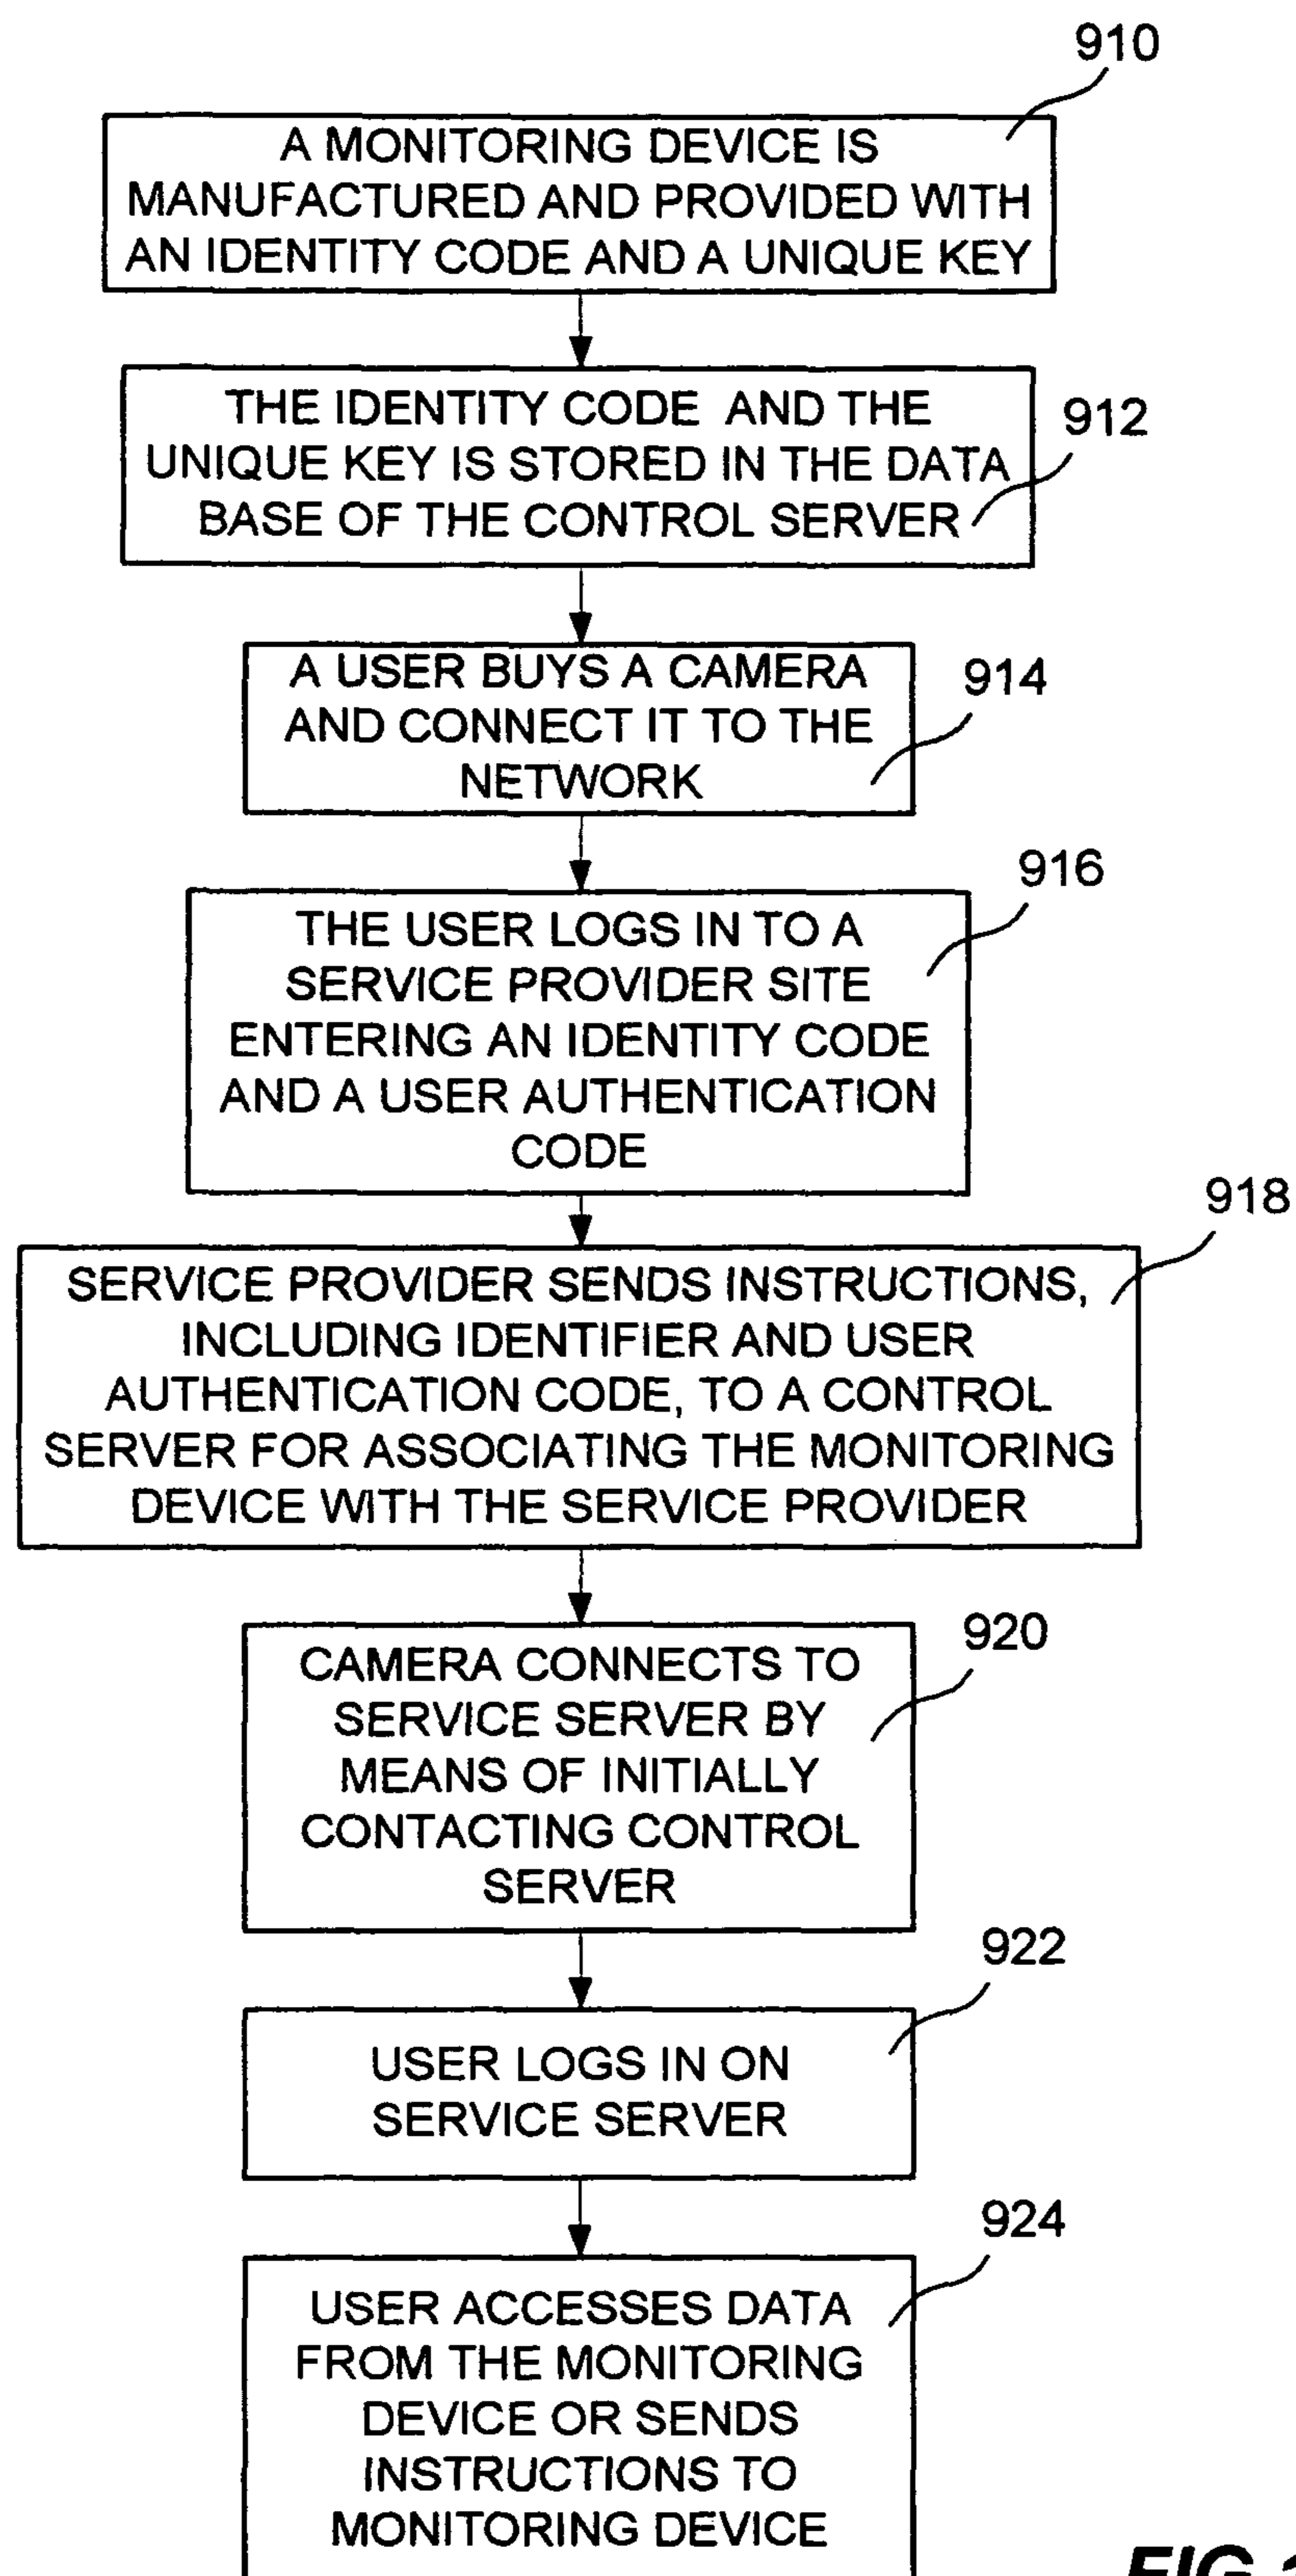 910
A MONITORING DEVICE IS
MANUFACTURED AND PROVIDED WITH
AN IDENTITY CODE AND A UNIQUE KEY
THE IDENTITY CODE AND THE
UNIQUE KEY IS STORED IN THE DATA
BASE OF THE CONTROL SERVER
912
A USER BUYS A CAMERA
AND CONNECT IT TO THE
NETWORK
914
916
THE USER LOGS IN TO A
SERVICE PROVIDER SITE
ENTERING AN IDENTITY CODE
AND A USER AUTHENTICATION
CODE
918
SERVICE PROVIDER SENDS INSTRUCTIONS,
INCLUDING IDENTIFIER AND USER
AUTHENTICATION CODE, TO A CONTROL
SERVER FOR ASSOCIATING THE MONITORING
DEVICE WITH THE SERVICE PROVIDER
920
CAMERA CONNECTS TO
SERVICE SERVER BY
MEANS OF INITIALLY
CONTACTING CONTROL
SERVER
922
USER LOGS IN ON
SERVICE SERVER
924
USER ACCESSES DATA
FROM THE MONITORING
DEVICE OR SENDS
INSTRUCTIONS TO
MONITORING DEVICE
FIG